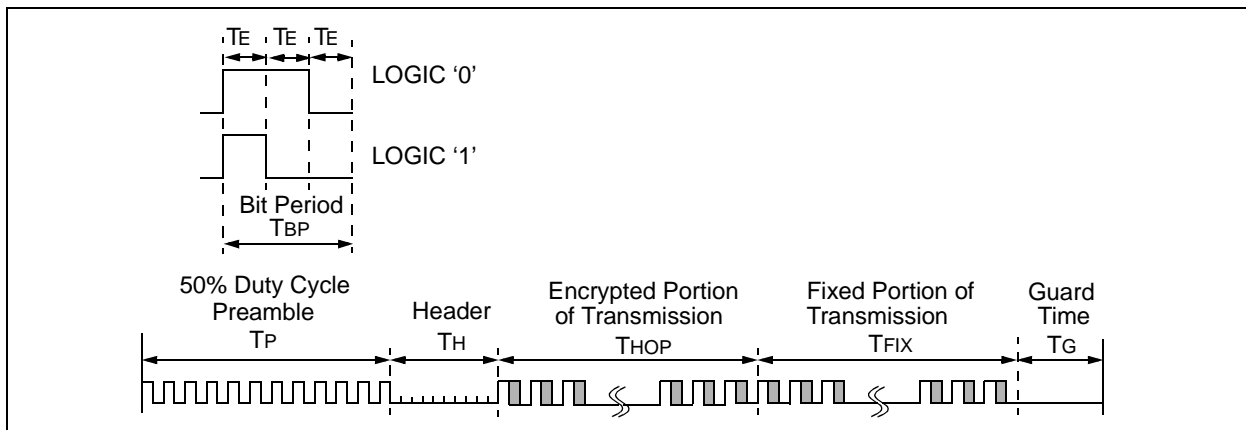 TE TE TE
LOGIC ‘0’
LOGIC ‘1’
Bit Period
TBP
50% Duty Cycle
Preamble
TP
Header
TH
Encrypted Portion
of Transmission
THOP
Fixed Portion of
Transmission
TFIX
Guard
Time
TG